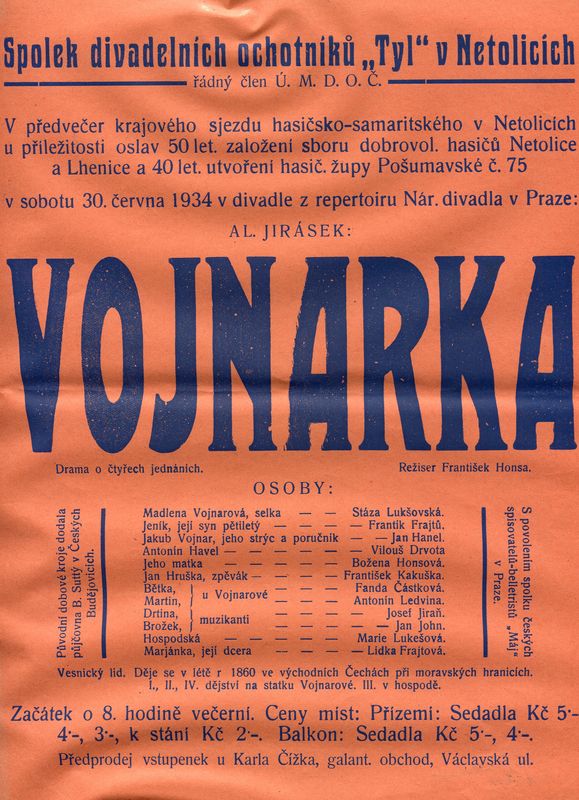 Spolek divadelních ochotníků „Tyl“ v Netolicích
řádný člen Ú. M. D. O. Č.
V předvečer krajového sjezdu hasičsko-samaritského v Netolicích
u příležitosti oslav 50 let. založení sboru dobrovol. hasičů Netolice
a Lhenice a 40 let. utvoření hasič. župy Pošumavské č. 75
v sobotu 30. června 1934 v divadle z repertoiru Nár. divadla v Praze:
AL. JIRÁSEK:
VOJNARKA
Drama o čtyřech jednáních.
Režiser František Honsa.
OSOBY:
Původní dobové kroje dodala
půjčovna B. Suttý v Českých
Budějovicích.
Madlena Vojnarová, selka — — Stáza Lukšovská.
Jeník, její syn pětiletý — — — Frantík Frajtů.
Jakub Vojnar, jeho strýc a poručník — — Jan Hanel.
Antonín Havel — — — — — Vilouš Drvota
Jeho matka — — — — — Božena Honsová.
Jan Hruška, zpěvák — — — — František Kakuška.
Bětka, } u Vojnarové — — — Fanda Částková.
Martin, — — — Antonín Ledvina.
Drtina, } muzikanti — — — — Josef Jiraň.
Brožek, — — — — Jan John.
Hospodská — — — — — Marie Lukešová.
Marjánka, její dcera — — — — Lidka Frajtová.
S povolením spolku českých
spisovatelů-belletristů „Máj“
v Praze.
Vesnický lid. Děje se v létě r 1860 ve východních Čechách při moravských hranicích.
I., II., IV. dějství na statku Vojnarové. III. v hospodě.
Začátek o 8. hodině večerní. Ceny míst: Přízemí: Sedadla Kč 5·-
4·-, 3·-, k stání Kč 2·-. Balkon: Sedadla Kč 5·-, 4·-.
Předprodej vstupenek u Karla Čížka, galant. obchod, Václavská ul.